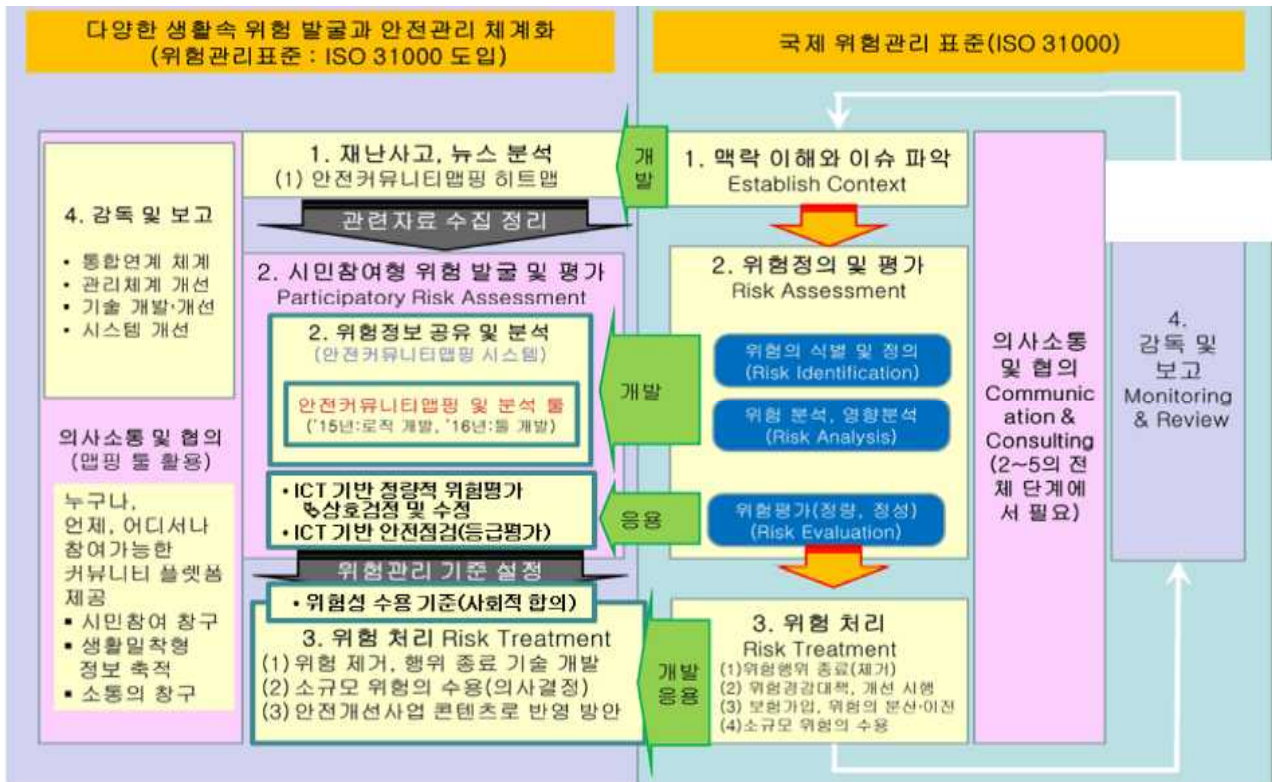 다양한 생활속 위험 발굴과 안전관리 체계화
(위험관리표준 : ISO 31000 도입)
4. 감독 및 보고
• 통합연계 체계
• 관리체계 개선
• 기술 개발·개선
• 시스템 개선
의사소통 및 협의
(맵핑 툴 활용)
누구나,
언제, 어디서나
참여가능한
커뮤니티 플랫폼
제공
▪ 시민참여 창구
▪ 생활밀착형
정보 축적
▪ 소통의 창구
1. 재난사고, 뉴스 분석
(1) 안전커뮤니티맵핑 히트맵
관련자료 수집 정리
2. 시민참여형 위험 발굴 및 평가
Participatory Risk Assessment
2. 위험정보 공유 및 분석
(안전커뮤니티맵핑 시스템)
안전커뮤니티맵핑 및 분석 툴
('15년:로직 개발, '16년:툴 개발)
• ICT 기반 정량적 위험평가
↳상호검정 및 수정
• ICT 기반 안전점검(등급평가)
위험관리 기준 설정
• 위험성 수용 기준(사회적 합의)
3. 위험 처리 Risk Treatment
(1) 위험 제거, 행위 종료 기술 개발
(2) 소규모 위험의 수용(의사결정)
(3) 안전개선사업 콘텐츠로 반영 방안
개
발
개발
응용
개발
응용
국제 위험관리 표준(ISO 31000)
1. 맥락 이해와 이슈 파악
Establish Context
2. 위험정의 및 평가
Risk Assessment
위험의 식별 및 정의
(Risk Identification)
위험 분석, 영향분석
(Risk Analysis)
위험평가(정량, 정성)
(Risk Evaluation)
3. 위험 처리
Risk Treatment
(1)위험행위 종료(제거)
(2) 위험경감대책, 개선 시행
(3) 보험가입, 위험의 분산·이전
(4)소규모 위험의 수용
의사소통
및 협의
Communic
ation &
Consulting
(2~5의 전
체 단계에
서 필요)
4.
감독 및
보고
Monitoring
& Review